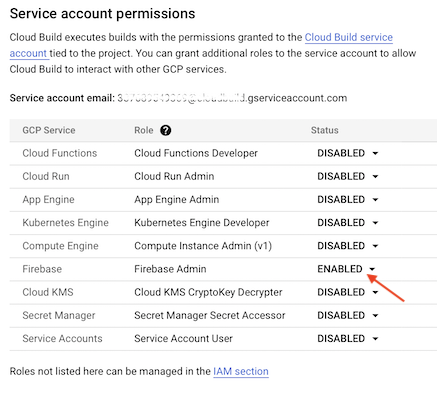 Service account permissions
Cloud Build executes builds with the permissions granted to the Cloud Build service
account tied to the project. You can grant additional roles to the service account to allow
Cloud Build to interact with other GCP services.
Service account email: .gserviceaccount.com
GCP Service Role Status
Cloud Functions Cloud Functions Developer DISABLED
Cloud Run Cloud Run Admin DISABLED
App Engine App Engine Admin DISABLED
Kubernetes Engine Kubernetes Engine Developer DISABLED
Compute Engine Compute Instance Admin (v1) DISABLED
Firebase Firebase Admin ENABLED
Cloud KMS Cloud KMS CryptoKey Decrypter DISABLED
Secret Manager Secret Manager Secret Accessor DISABLED
Service Accounts Service Account User DISABLED
Roles not listed here can be managed in the IAM section